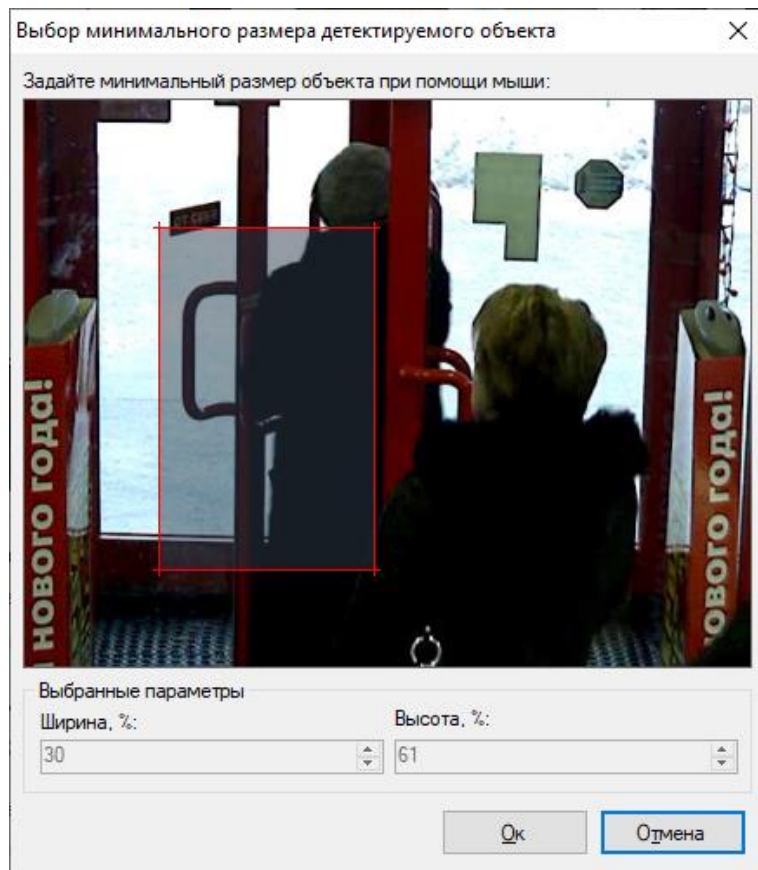 Выбор минимального размера детектируемого объекта
Задайте минимальный размер объекта при помощи мыши:
НОВОГО ГОДА!
НОВОГО ГОДА!
Выбранные параметры
Ширина, %:
Высота, %:
30
61
Ок
Отмена